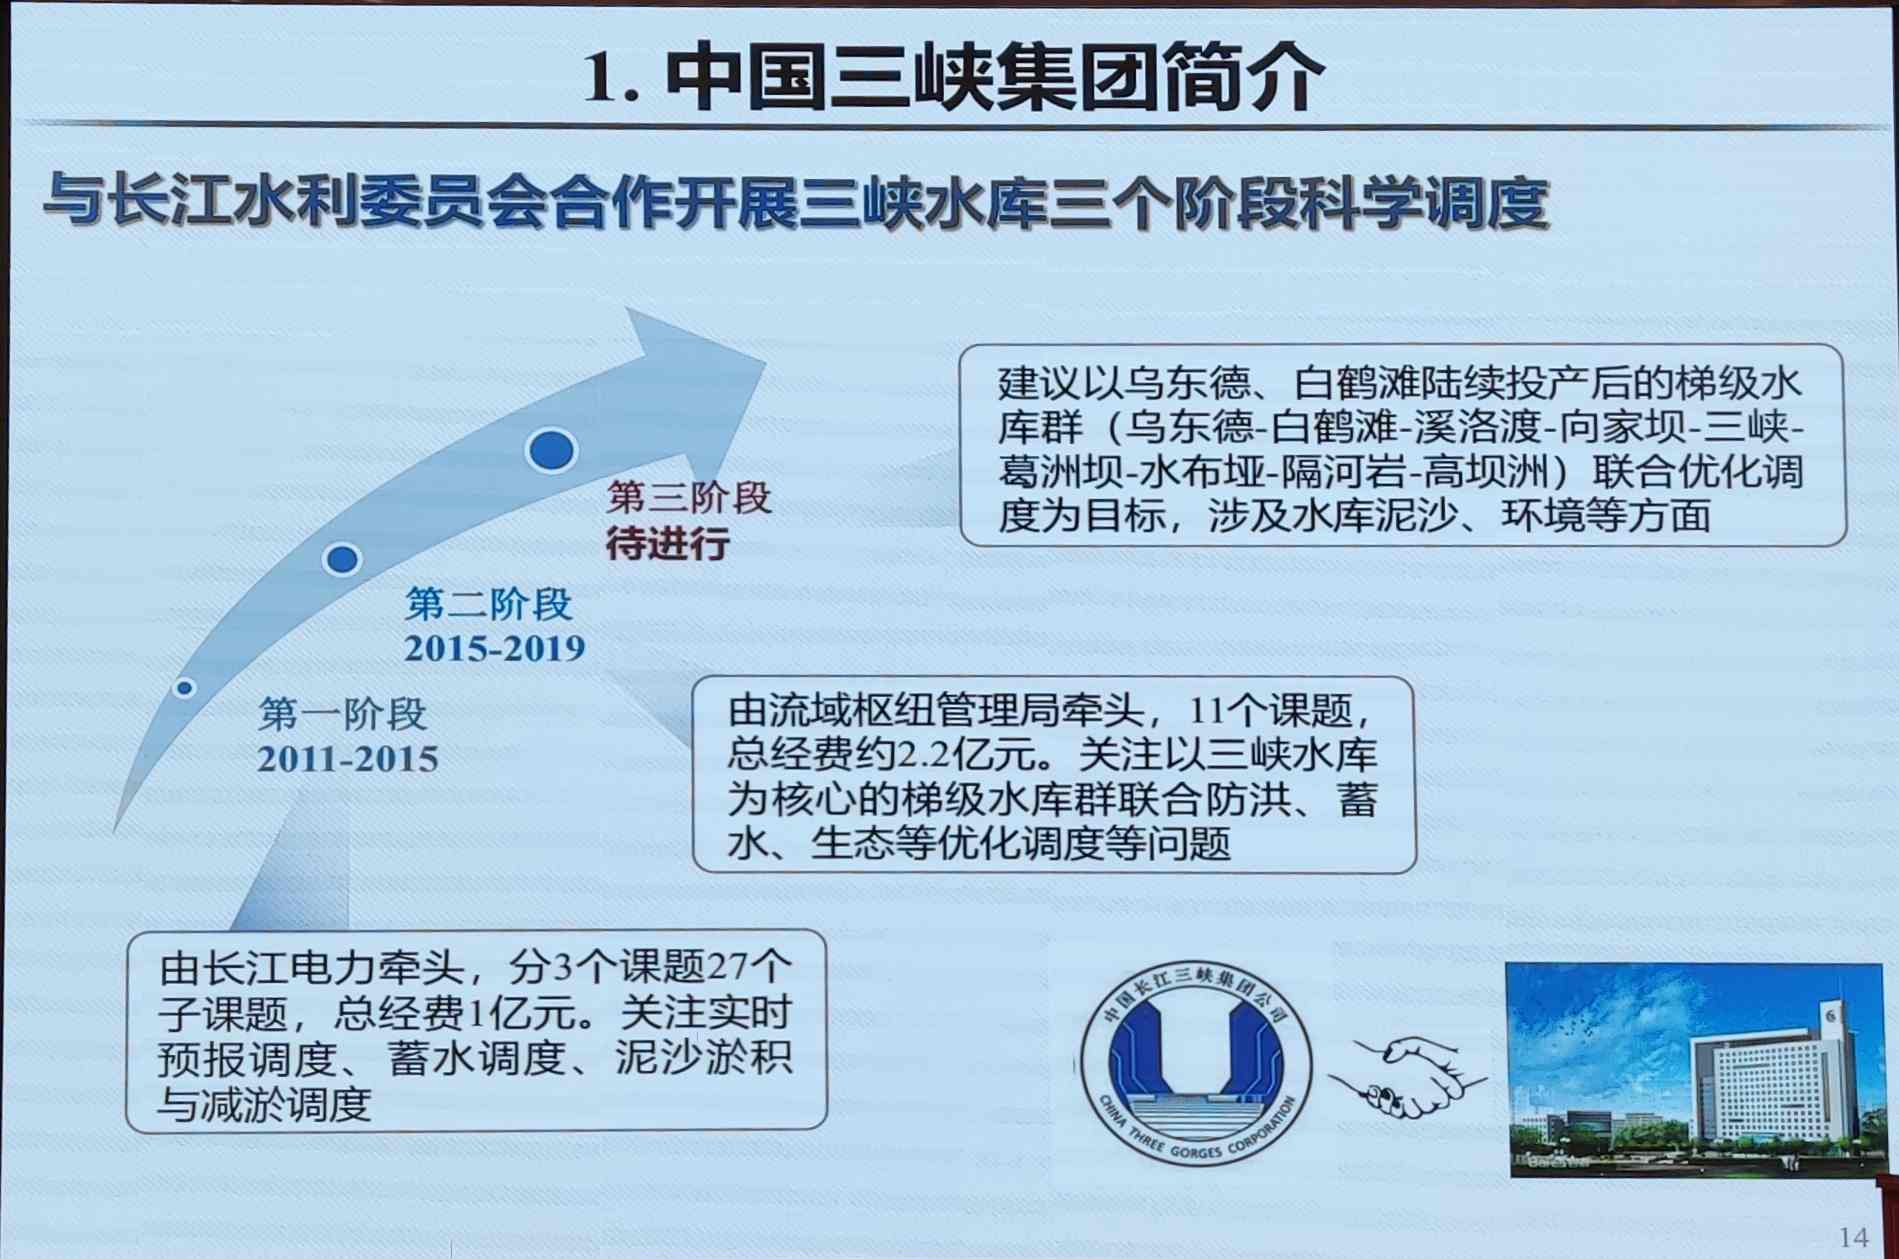 1. 中国三峡集团简介
与长江水利委员会合作开展三峡水库三个阶段科学调度
建议以乌东德、白鹤滩陆续投产后的梯级水
库群（乌东德-白鹤滩-溪洛渡-向家坝-三峡-
葛洲坝-水布垭-隔河岩-高坝洲）联合优化调
度为目标，涉及水库泥沙、环境等方面
第三阶段
待进行
第二阶段
2015-2019
由流域枢纽管理局牵头，11个课题，
总经费约2.2亿元。关注以三峡水库
为核心的梯级水库群联合防洪、蓄
水、生态等优化调度等问题
第一阶段
2011-2015
由长江电力牵头，分3个课题27个
子课题，总经费1亿元。关注实时
预报调度、蓄水调度、泥沙淤积
与减淤调度
中国长江三峡集团公司
CHINA THREE GORGES CORPORATION
6
14